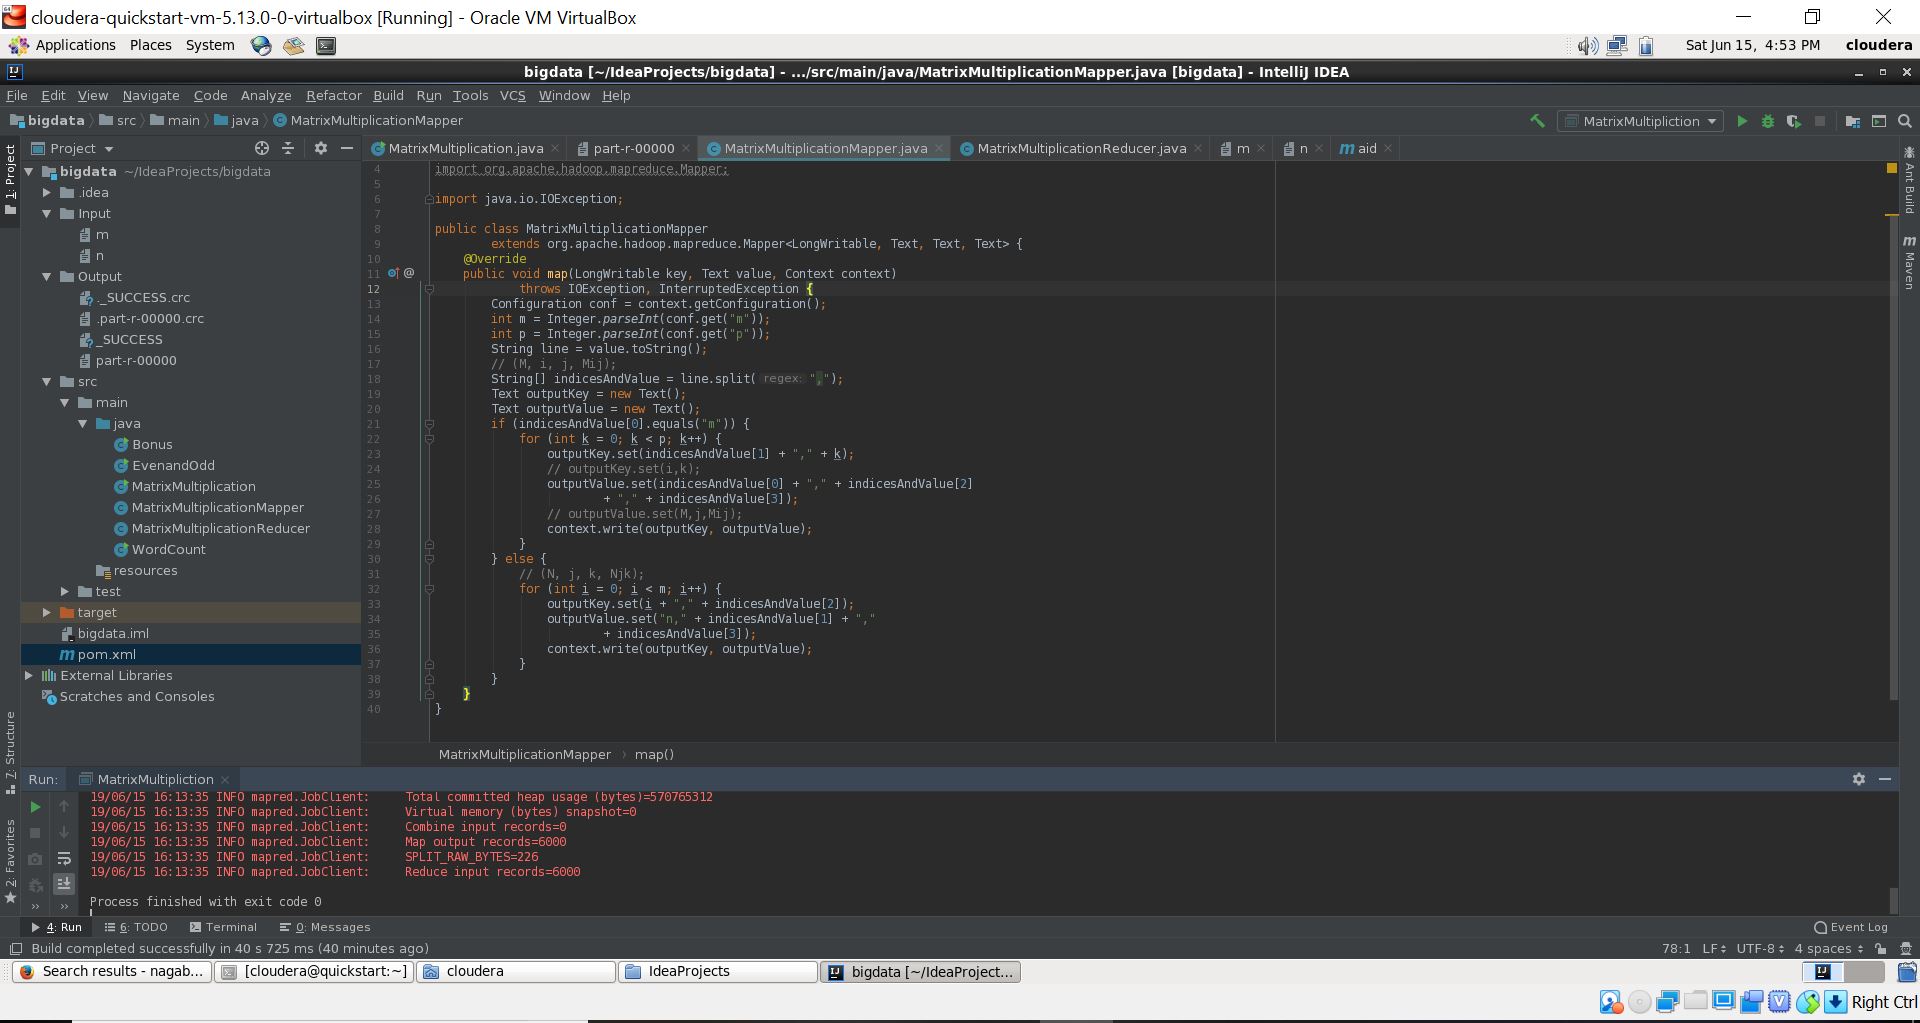 cloudera-quickstart-vm-5.13.0-0-virtualbox [Running] - Oracle VM VirtualBox
Applications Places System Sat Jun 15, 4:53 PM cloudera
bigdata [~/IdeaProjects/bigdata] - .../src/main/java/MatrixMultiplicationMapper.java [bigdata] - IntelliJ IDEA
File Edit View Navigate Code Analyze Refactor Build Run Tools VCS Window Help
bigdata src main java MatrixMultiplicationMapper MatrixMultipliction
Project
MatrixMultiplication.java part-r-00000 MatrixMultiplicationMapper.java MatrixMultiplicationReducer.java m n aid
1: Project
7: Structure
2: Favorites
Ant Build
Maven
bigdata ~/IdeaProjects/bigdata
.idea
Input
m
n
Output
._SUCCESS.crc
.part-r-00000.crc
_SUCCESS
part-r-00000
src
main
java
Bonus
EvenandOdd
MatrixMultiplication
MatrixMultiplicationMapper
MatrixMultiplicationReducer
WordCount
resources
test
target
bigdata.iml
pom.xml
External Libraries
Scratches and Consoles
4 import org.apache.hadoop.mapreduce.Mapper;
5
6 import java.io.IOException;
7
8 public class MatrixMultiplicationMapper
9 extends org.apache.hadoop.mapreduce.Mapper<LongWritable, Text, Text, Text> {
10 @Override
11 public void map(LongWritable key, Text value, Context context)
12 throws IOException, InterruptedException {
13 Configuration conf = context.getConfiguration();
14 int m = Integer.parseInt(conf.get("m"));
15 int p = Integer.parseInt(conf.get("p"));
16 String line = value.toString();
17 // (M, i, j, Mij);
18 String[] indicesAndValue = line.split( regex: ",");
19 Text outputKey = new Text();
20 Text outputValue = new Text();
21 if (indicesAndValue[0].equals("m")) {
22 for (int k = 0; k < p; k++) {
23 outputKey.set(indicesAndValue[1] + "," + k);
24 // outputKey.set(i,k);
25 outputValue.set(indicesAndValue[0] + "," + indicesAndValue[2]
26 + "," + indicesAndValue[3]);
27 // outputValue.set(M,j,Mij);
28 context.write(outputKey, outputValue);
29 }
30 } else {
31 // (N, j, k, Njk);
32 for (int i = 0; i < m; i++) {
33 outputKey.set(i + "," + indicesAndValue[2]);
34 outputValue.set("n," + indicesAndValue[1] + ","
35 + indicesAndValue[3]);
36 context.write(outputKey, outputValue);
37 }
38 }
39 }
40 }
MatrixMultiplicationMapper › map()
Run: MatrixMultipliction
19/06/15 16:13:35 INFO mapred.JobClient: Total committed heap usage (bytes)=570765312
19/06/15 16:13:35 INFO mapred.JobClient: Virtual memory (bytes) snapshot=0
19/06/15 16:13:35 INFO mapred.JobClient: Combine input records=0
19/06/15 16:13:35 INFO mapred.JobClient: Map output records=6000
19/06/15 16:13:35 INFO mapred.JobClient: SPLIT_RAW_BYTES=226
19/06/15 16:13:35 INFO mapred.JobClient: Reduce input records=6000
Process finished with exit code 0
4: Run 6: TODO Terminal 0: Messages Event Log
Build completed successfully in 40 s 725 ms (40 minutes ago) 78:1 LF UTF-8 4 spaces
Search results - nagab... [cloudera@quickstart:~] cloudera IdeaProjects bigdata [~/IdeaProject...
Right Ctrl